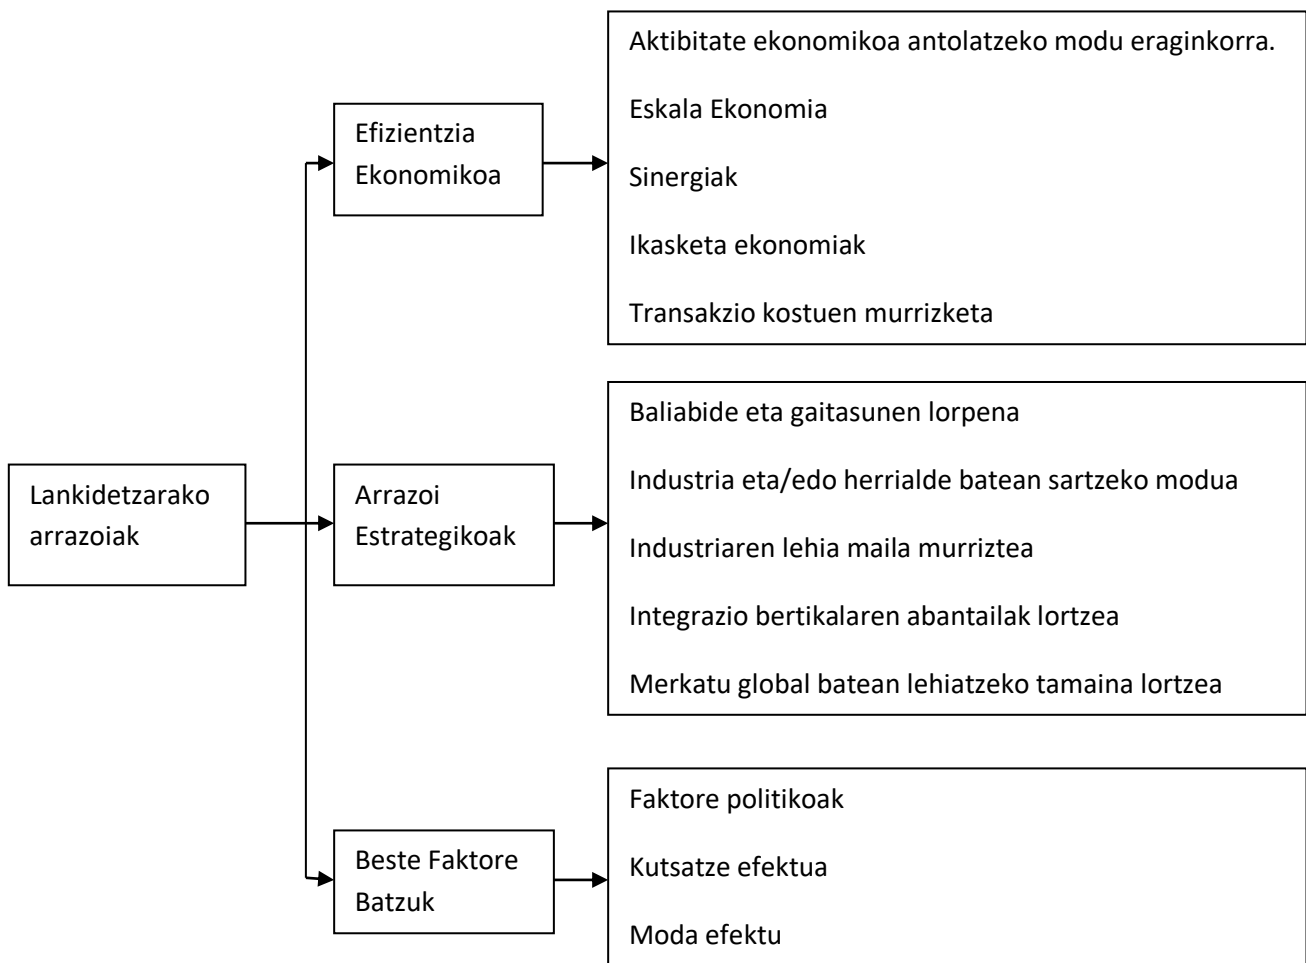 Lankidetzarako
arrazoiak
Efizientzia
Ekonomikoa
Aktibitate ekonomikoa antolatzeko modu eraginkorra.
Eskala Ekonomia
Sinergiak
Ikasketa ekonomiak
Transakzio kostuen murrizketa
Arrazoi
Estrategikoak
Baliabide eta gaitasunen lorpena
Industria eta/edo herrialde batean sartzeko modua
Industriaren lehia maila murriztea
Integrazio bertikalaren abantailak lortzea
Merkatu global batean lehiatzeko tamaina lortzea
Beste Faktore
Batzuk
Faktore politikoak
Kutsatze efektua
Moda efektu